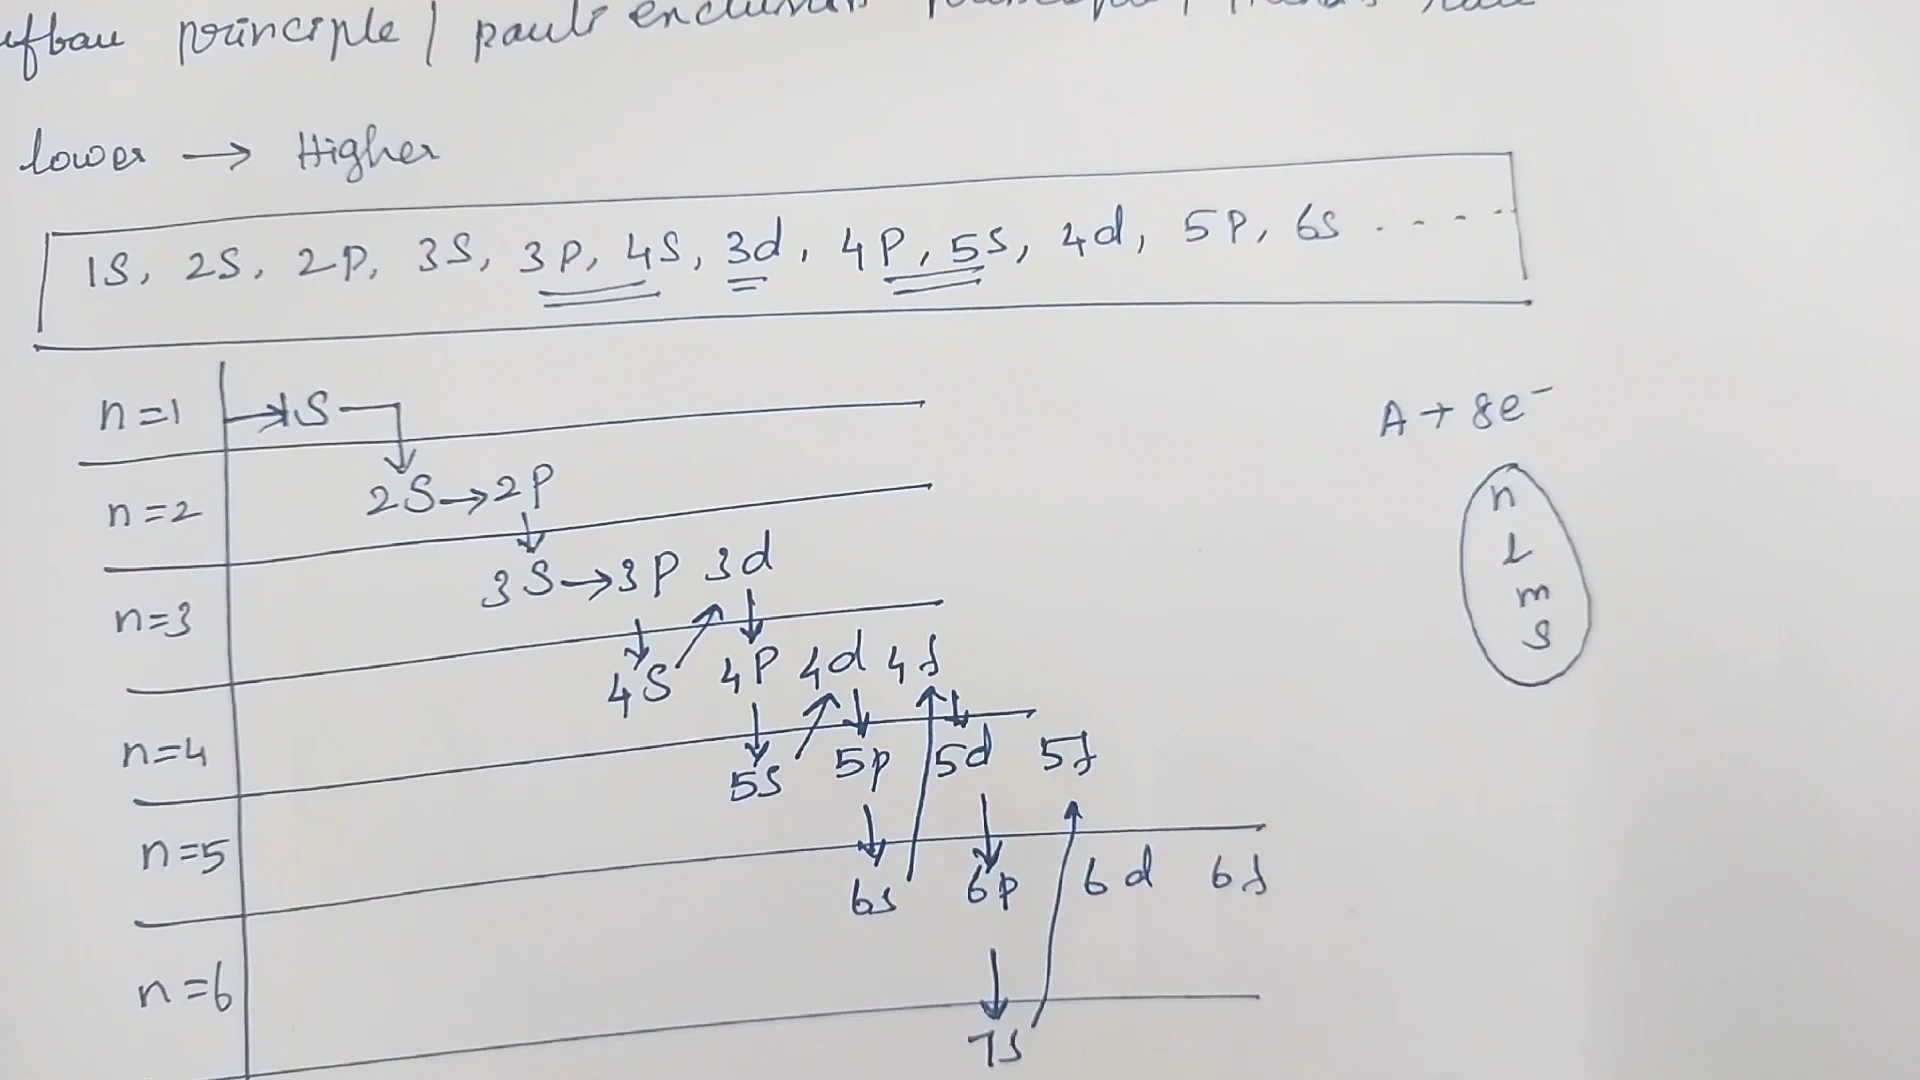 principle / pauli
lower → Higher
1S, 2S, 2P, 3S, 3P, 4S, 3d, 4P, 5S, 4d, 5P, 6S ....
n=1 →1S
A + 8e⁻
n=2 2S→2P
n
l
m
s
n=3 3S→3P 3d
n=4 4S 4P 4d 4f
n=5 5S 5p 5d 5f
n=6 6s 6p 6d 6f
7s